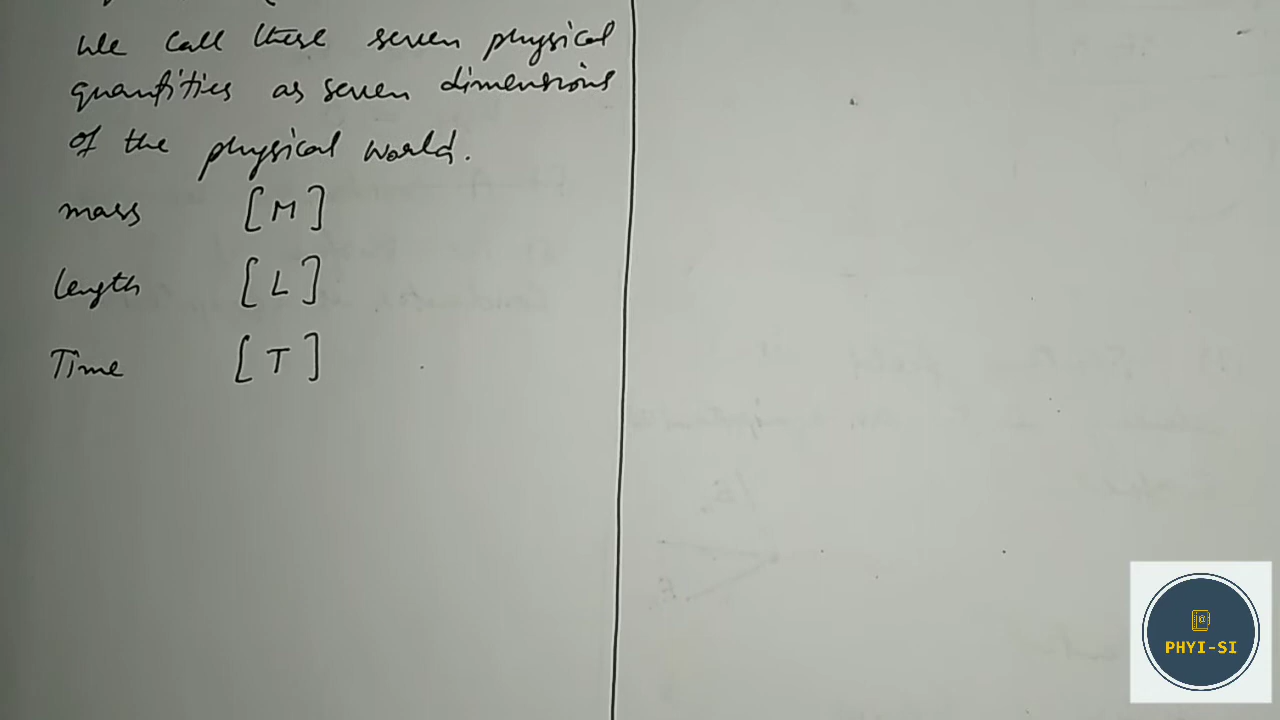 We call these seven physical
quantities as seven dimensions
of the physical world.
mass [M]
length [L]
Time [T]
PHYI-SI